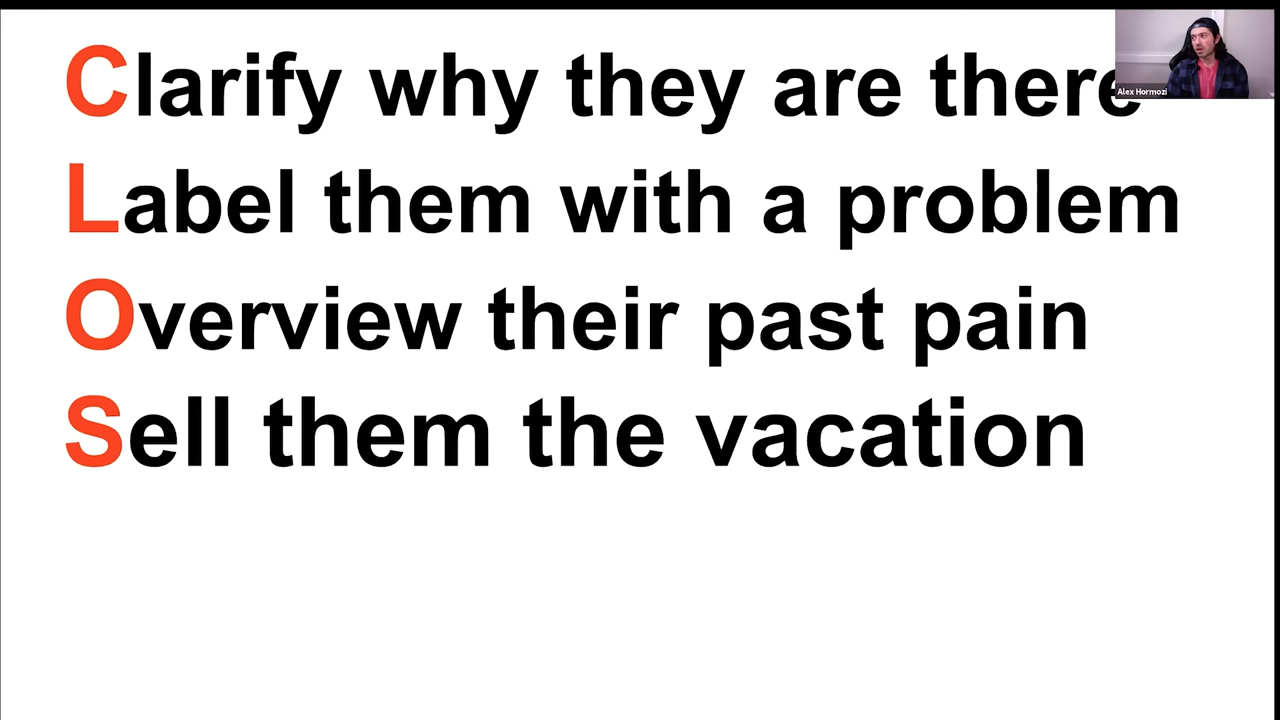 Clarify why they are there
Label them with a problem
Overview their past pain
Sell them the vacation
Alex Hormozi